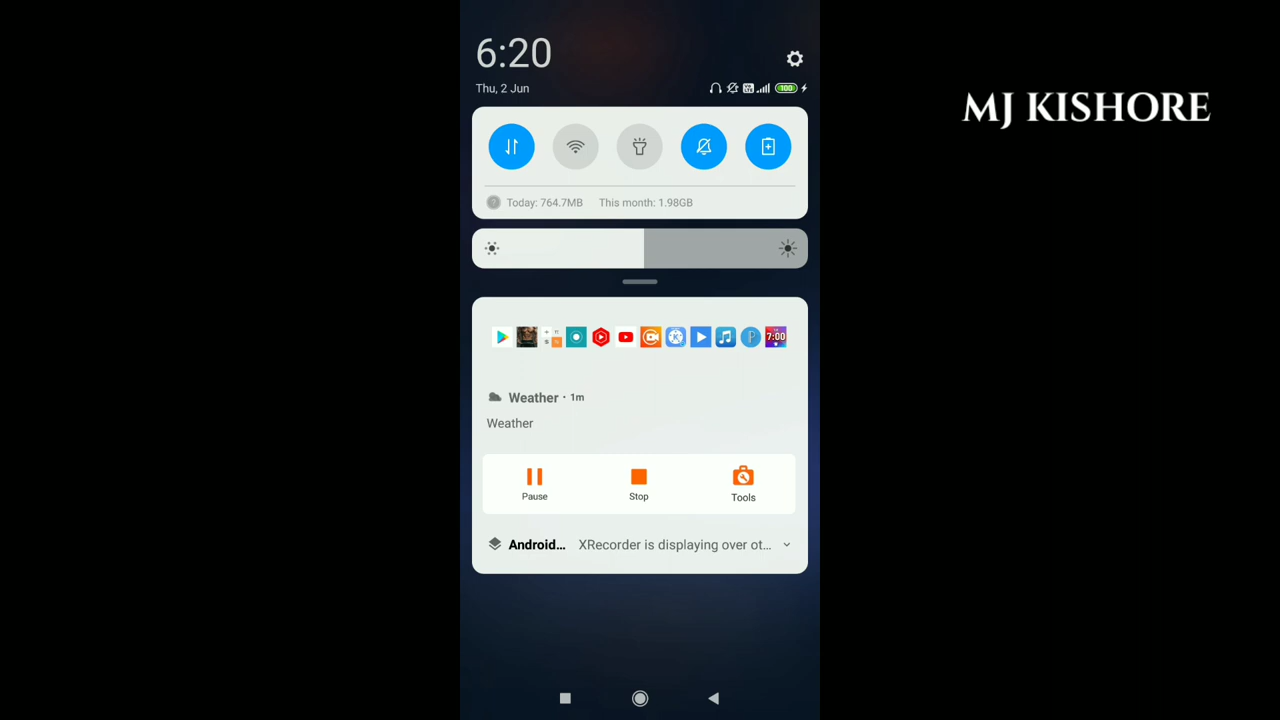 6:20
Thu, 2 Jun
100
MJ KISHORE
Today: 764.7MB This month: 1.98GB
7:00
Weather · 1m
Weather
Pause Stop Tools
Android... XRecorder is displaying over ot...